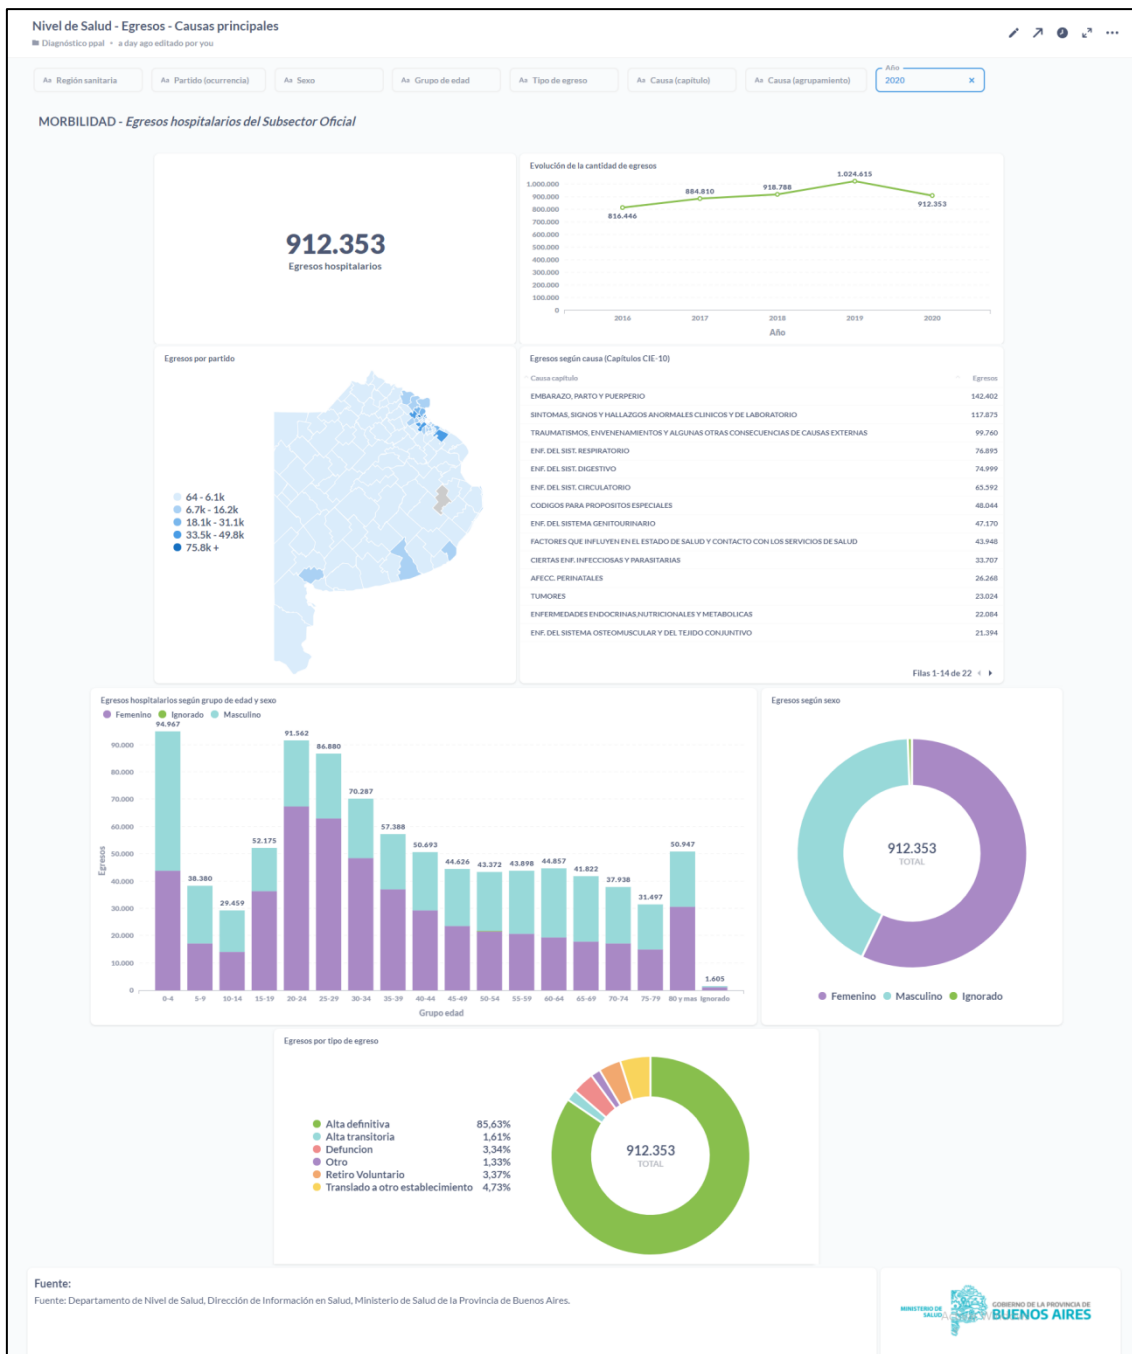 Nivel de Salud - Egresos - Causas principales
Diagnóstico ppal • a day ago editado por you
Aa Región sanitaria
Aa Partido (ocurrencia)
Aa Sexo
Aa Grupo de edad
Aa Tipo de egreso
Aa Causa (capítulo)
Aa Causa (agrupamiento)
Año
2020
MORBILIDAD - Egresos hospitalarios del Subsector Oficial
912.353
Egresos hospitalarios
Evolución de la cantidad de egresos
1.000.000
900.000
800.000
700.000
600.000
500.000
400.000
300.000
200.000
100.000
0
816.446
884.810
918.788
1.024.615
912.353
2016
2017
2018
2019
2020
Año
Egresos por partido
64 - 6.1k
6.7k - 16.2k
18.1k - 31.1k
33.5k - 49.8k
75.8k +
Egresos según causa (Capítulos CIE-10)
Causa capítulo Egresos
EMBARAZO, PARTO Y PUERPERIO 142.402
SINTOMAS, SIGNOS Y HALLAZGOS ANORMALES CLINICOS Y DE LABORATORIO 117.875
TRAUMATISMOS, ENVENENAMIENTOS Y ALGUNAS OTRAS CONSECUENCIAS DE CAUSAS EXTERNAS 99.760
ENF. DEL SIST. RESPIRATORIO 76.895
ENF. DEL SIST. DIGESTIVO 74.999
ENF. DEL SIST. CIRCULATORIO 65.592
CODIGOS PARA PROPOSITOS ESPECIALES 48.044
ENF. DEL SISTEMA GENITOURINARIO 47.170
FACTORES QUE INFLUYEN EN EL ESTADO DE SALUD Y CONTACTO CON LOS SERVICIOS DE SALUD 43.948
CIERTAS ENF. INFECCIOSAS Y PARASITARIAS 33.707
AFECC. PERINATALES 26.268
TUMORES 23.024
ENFERMEDADES ENDOCRINAS,NUTRICIONALES Y METABOLICAS 22.084
ENF. DEL SISTEMA OSTEOMUSCULAR Y DEL TEJIDO CONJUNTIVO 21.394
Filas 1-14 de 22
Egresos hospitalarios según grupo de edad y sexo
Femenino Ignorado Masculino
94.967
38.380
29.459
52.175
91.562
86.880
70.287
57.388
50.693
44.626
43.372
43.898
44.857
41.822
37.938
31.497
50.947
1.605
90.000
80.000
70.000
60.000
50.000
40.000
30.000
20.000
10.000
0
Egresos
0-4 5-9 10-14 15-19 20-24 25-29 30-34 35-39 40-44 45-49 50-54 55-59 60-64 65-69 70-74 75-79 80 y mas Ignorado
Grupo edad
Egresos según sexo
912.353
TOTAL
Femenino Masculino Ignorado
Egresos por tipo de egreso
Alta definitiva 85,63%
Alta transitoria 1,61%
Defuncion 3,34%
Otro 1,33%
Retiro Voluntario 3,37%
Translado a otro establecimiento 4,73%
912.353
TOTAL
Fuente:
Fuente: Departamento de Nivel de Salud, Dirección de Información en Salud, Ministerio de Salud de la Provincia de Buenos Aires.
MINISTERIO DE
SALUD
GOBIERNO DE LA PROVINCIA DE
BUENOS AIRES